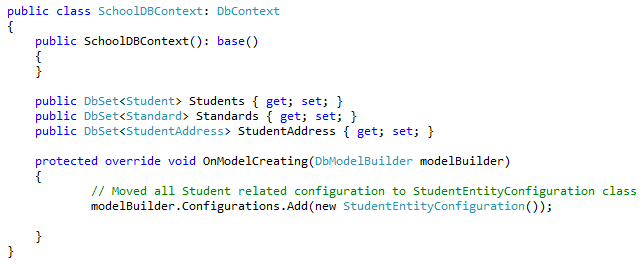 public class SchoolDBContext: DbContext
{
public SchoolDBContext(): base()
{
}
public DbSet<Student> Students { get; set; }
public DbSet<Standard> Standards { get; set; }
public DbSet<StudentAddress> StudentAddress { get; set; }
protected override void OnModelCreating(DbModelBuilder modelBuilder)
{
// Moved all Student related configuration to StudentEntityConfiguration class
modelBuilder.Configurations.Add(new StudentEntityConfiguration());
}
}